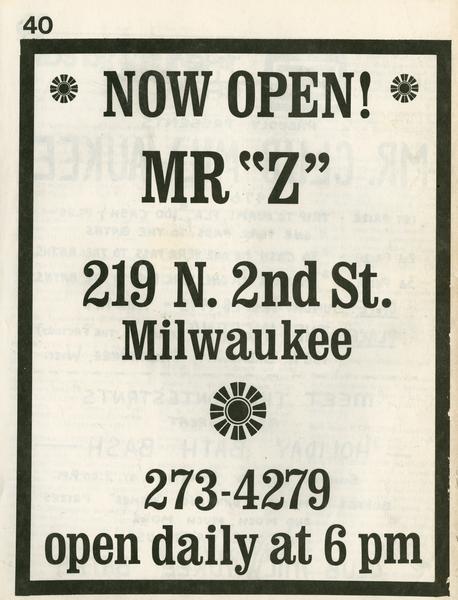 40
NOW OPEN!
MR “Z”
219 N. 2nd St.
Milwaukee
273-4279
open daily at 6 pm